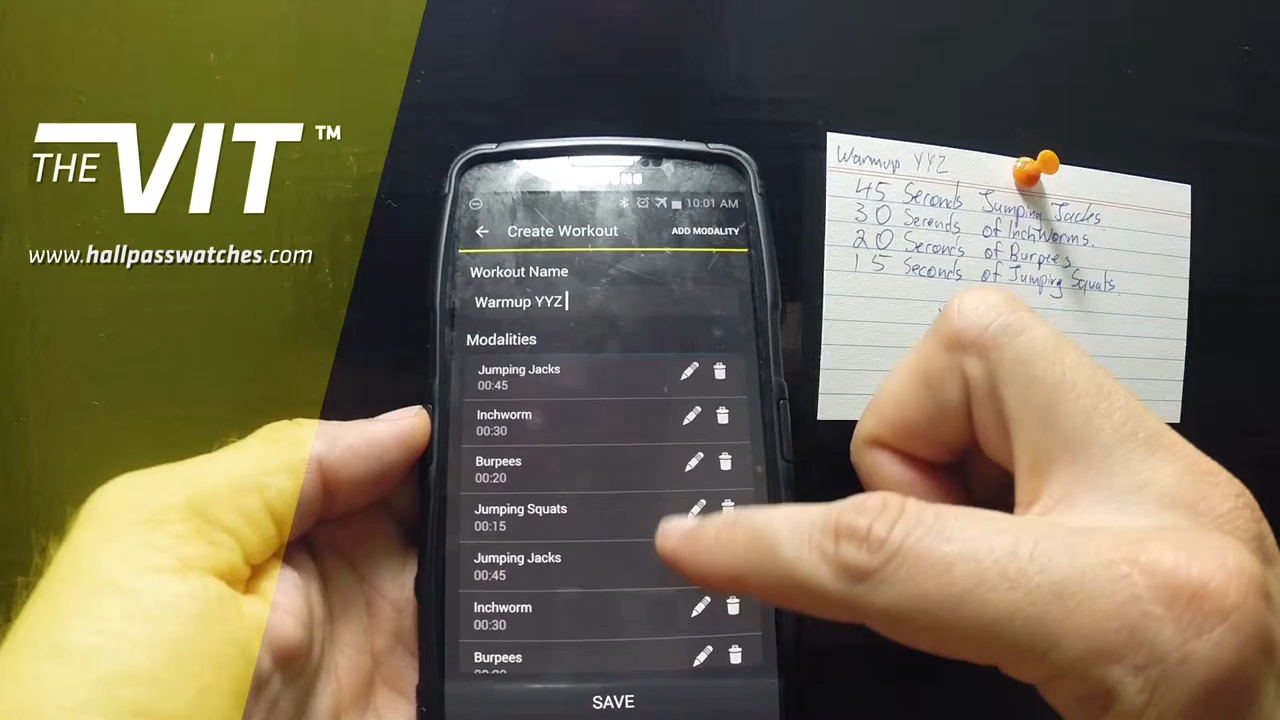 THE VIT™
www.hallpasswatches.com
10:01 AM
Create Workout
ADD MODALITY
Workout Name
Warmup YYZ
Modalities
Jumping Jacks
00:45
Inchworm
00:30
Burpees
00:20
Jumping Squats
00:15
Jumping Jacks
00:45
Inchworm
00:30
Burpees
SAVE
Warmup YYZ
45 Seconds Jumping Jacks.
30 Seconds of Inchworms.
20 Seconds of Burpees
15 Seconds of Jumping Squats.